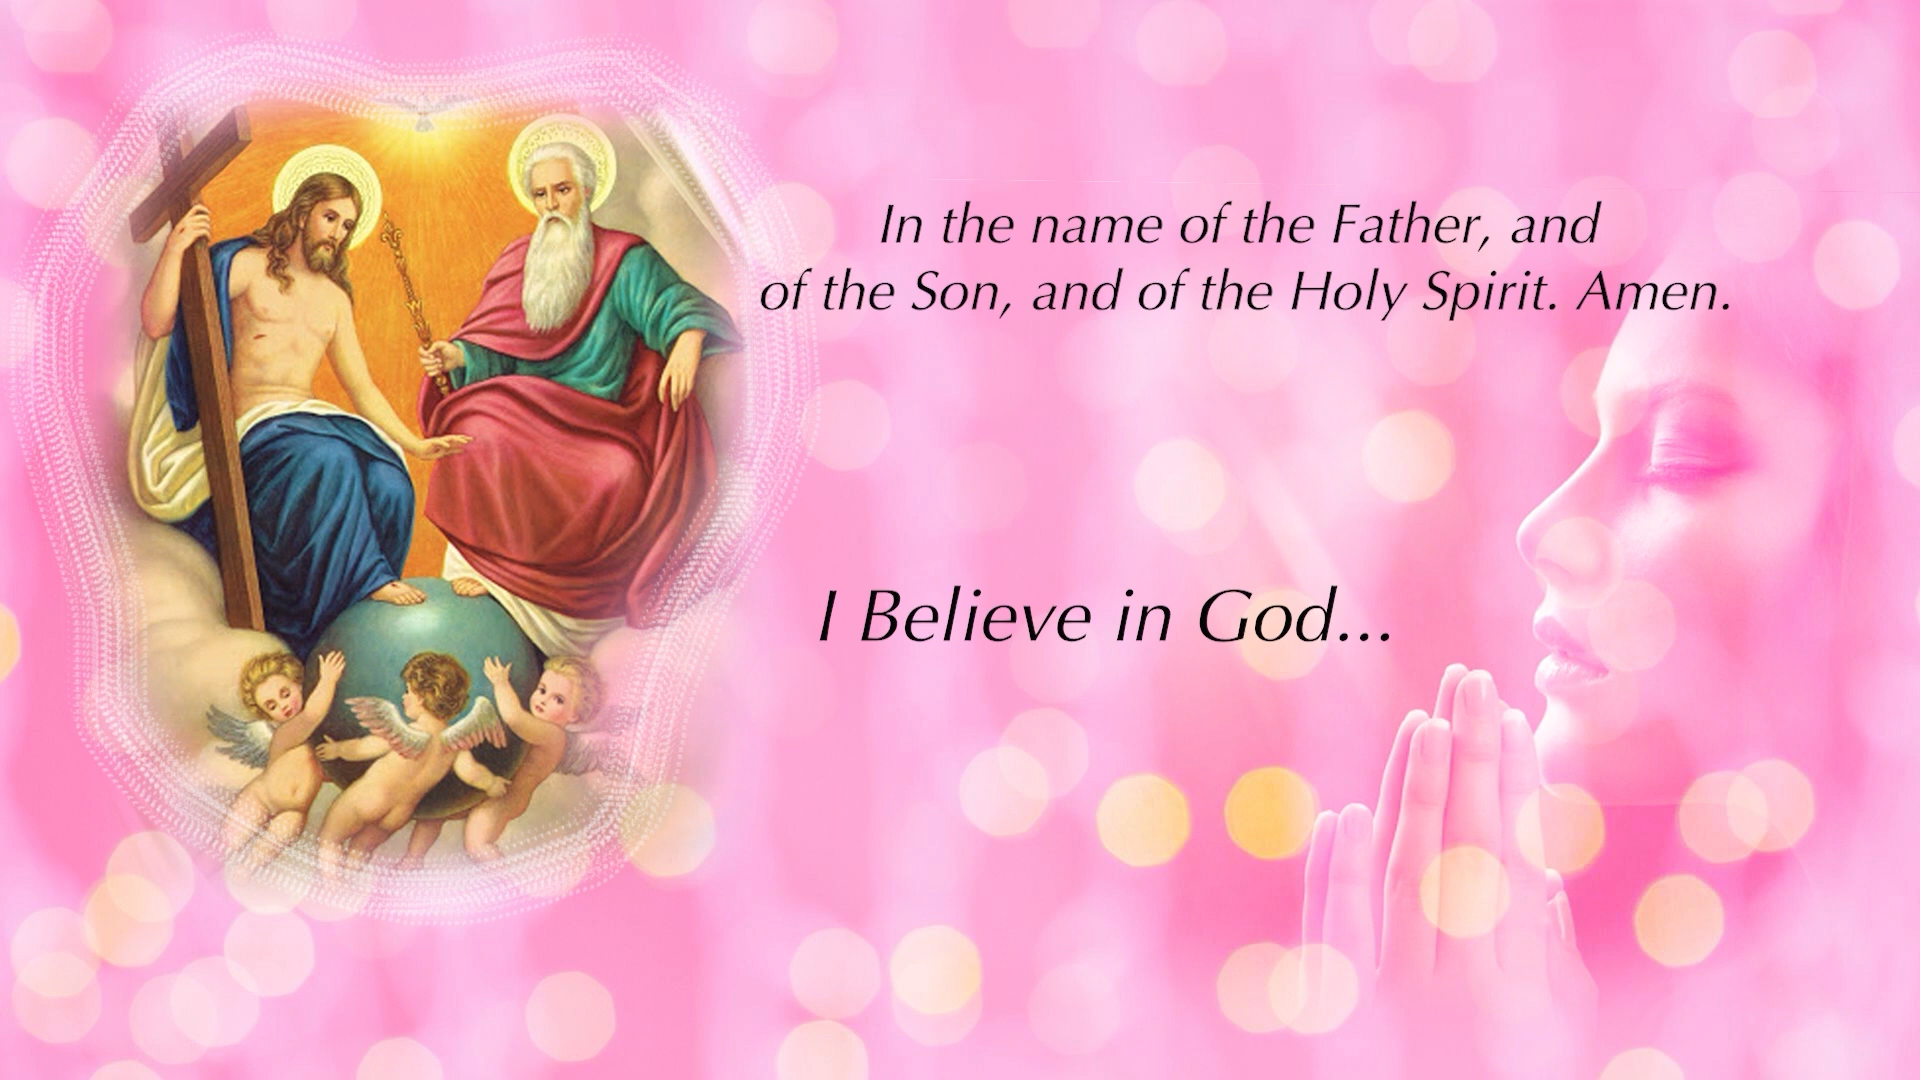 In the name of the Father, and
of the Son, and of the Holy Spirit. Amen.
I Believe in God...